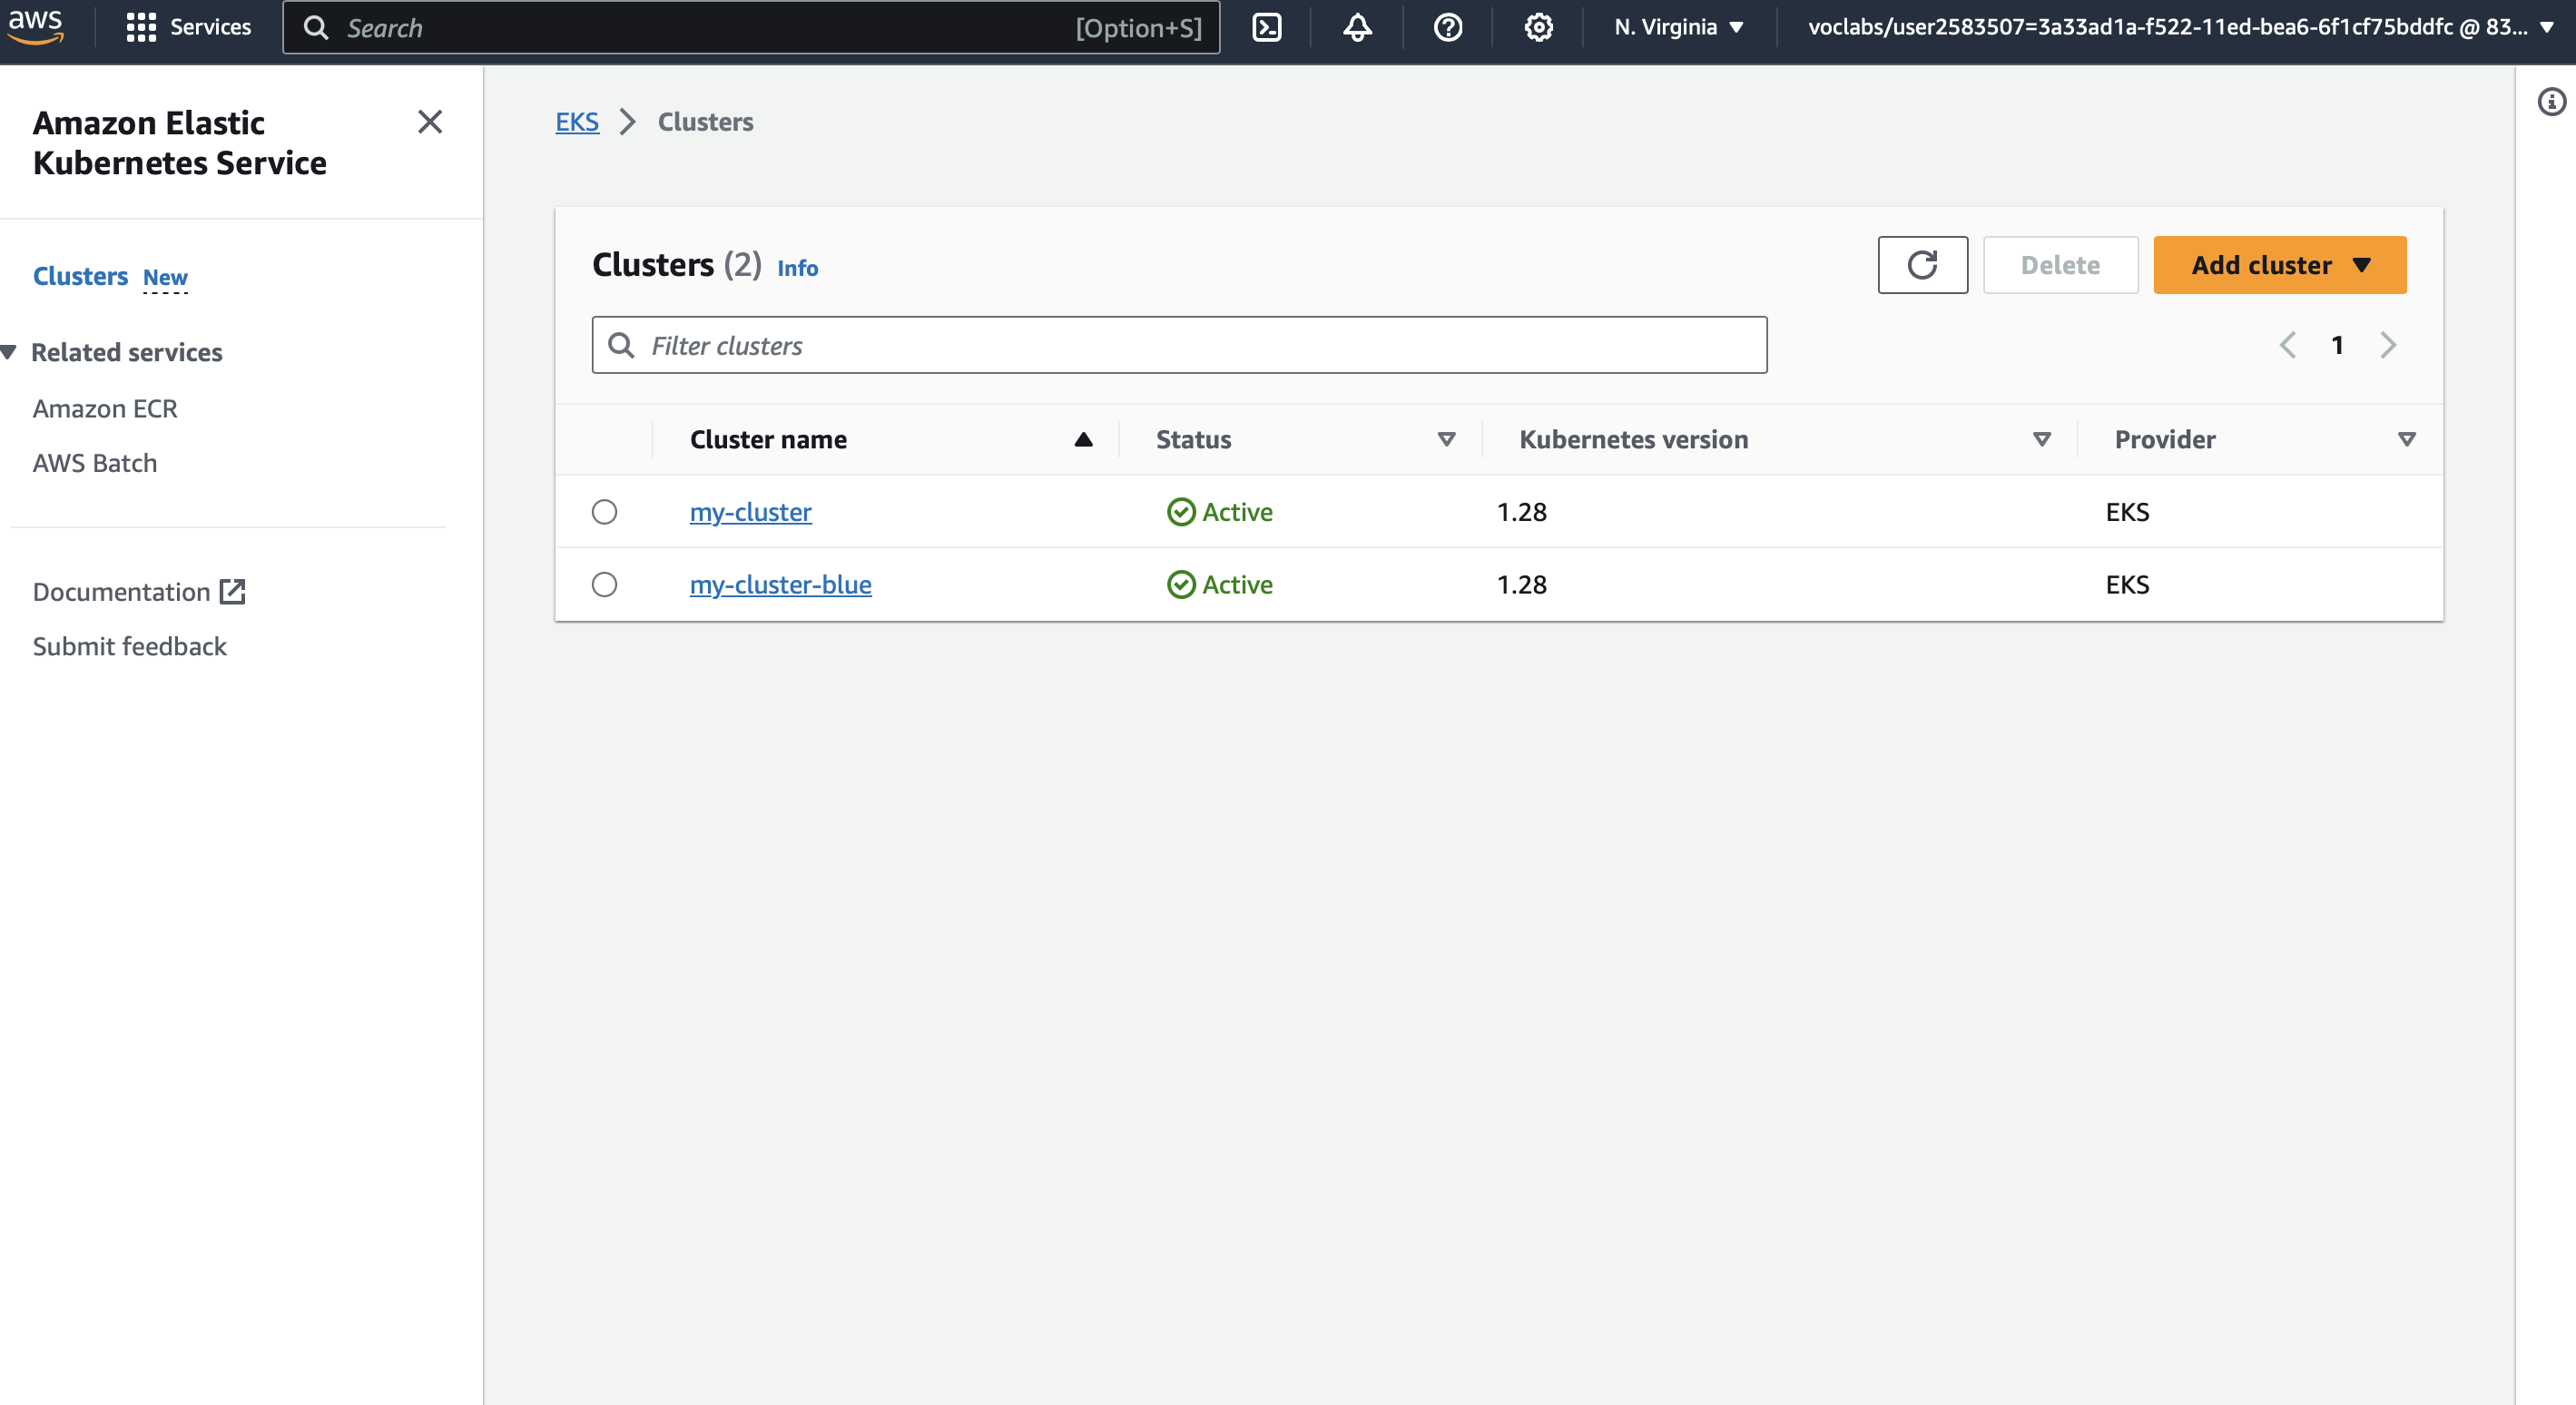 aws Services Search [Option+S] N. Virginia voclabs/user2583507=3a33ad1a-f522-11ed-bea6-6f1cf75bddfc @ 83...
Amazon Elastic
Kubernetes Service
Clusters New
Related services
Amazon ECR
AWS Batch
Documentation
Submit feedback
EKS Clusters
Clusters (2) Info Delete Add cluster
Filter clusters 1
Cluster name Status Kubernetes version Provider
my-cluster Active 1.28 EKS
my-cluster-blue Active 1.28 EKS